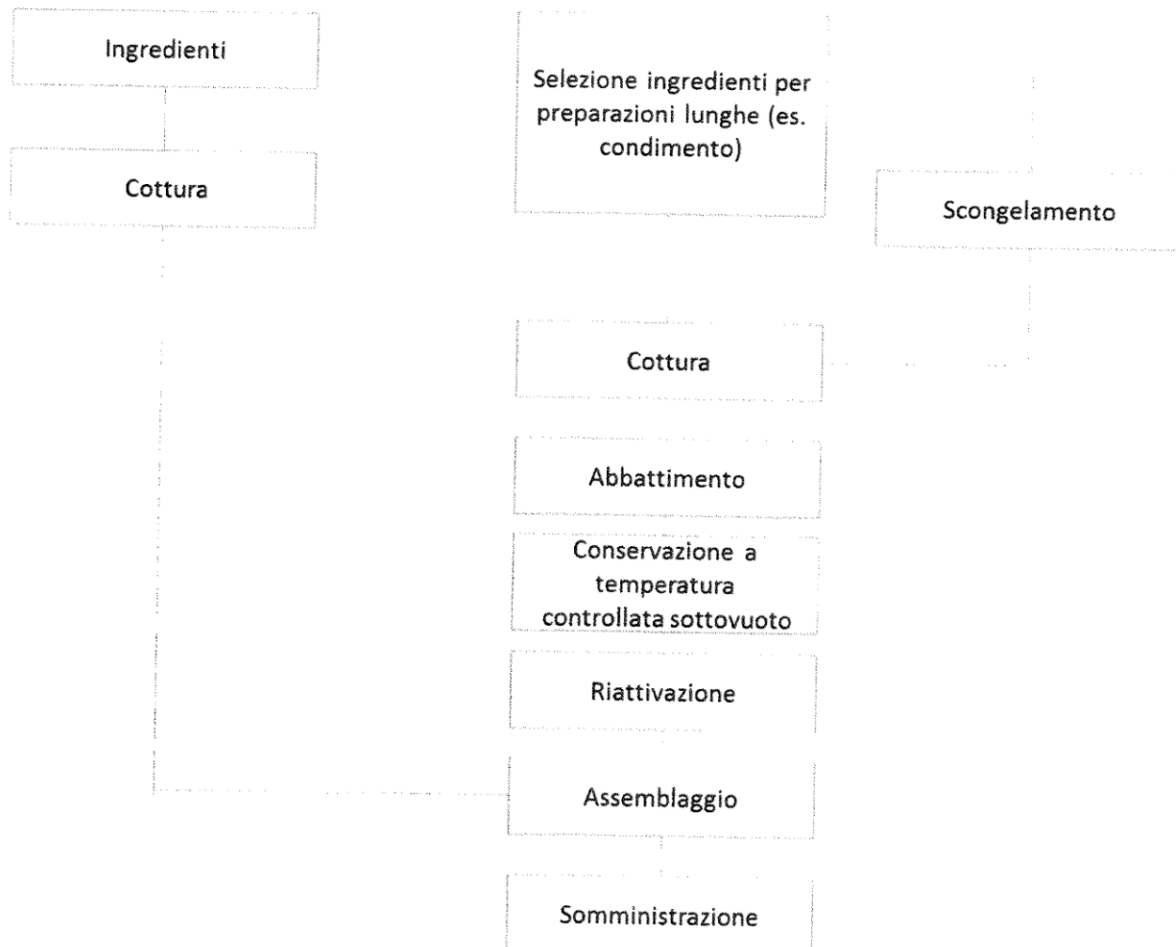 Ingredienti
Selezione ingredienti per
preparazioni lunghe (es.
condimento)
Cottura
Scongelamento
Cottura
Abbattimento
Conservazione a
temperatura
controllata sottovuoto
Riattivazione
Assemblaggio
Somministrazione